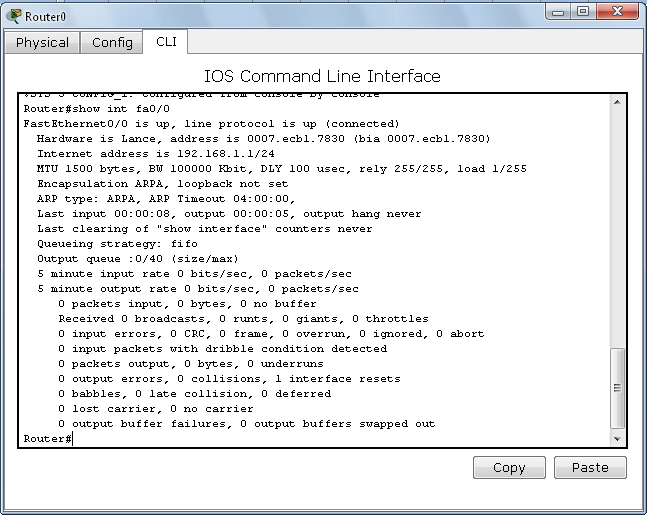 Router0
Physical Config CLI
IOS Command Line Interface
%SYS-5-CONFIG_I: Configured from console by console
Router#show int fa0/0
FastEthernet0/0 is up, line protocol is up (connected)
Hardware is Lance, address is 0007.ecb1.7830 (bia 0007.ecb1.7830)
Internet address is 192.168.1.1/24
MTU 1500 bytes, BW 100000 Kbit, DLY 100 usec, rely 255/255, load 1/255
Encapsulation ARPA, loopback not set
ARP type: ARPA, ARP Timeout 04:00:00,
Last input 00:00:08, output 00:00:05, output hang never
Last clearing of "show interface" counters never
Queueing strategy: fifo
Output queue :0/40 (size/max)
5 minute input rate 0 bits/sec, 0 packets/sec
5 minute output rate 0 bits/sec, 0 packets/sec
0 packets input, 0 bytes, 0 no buffer
Received 0 broadcasts, 0 runts, 0 giants, 0 throttles
0 input errors, 0 CRC, 0 frame, 0 overrun, 0 ignored, 0 abort
0 input packets with dribble condition detected
0 packets output, 0 bytes, 0 underruns
0 output errors, 0 collisions, 1 interface resets
0 babbles, 0 late collision, 0 deferred
0 lost carrier, 0 no carrier
0 output buffer failures, 0 output buffers swapped out
Router#
Copy Paste